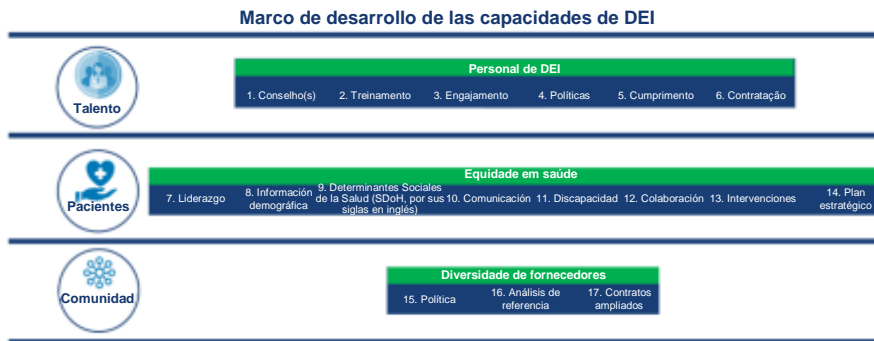 Marco de desarrollo de las capacidades de DEI
Talento
Personal de DEI
1. Conselho(s)
2. Treinamento
3. Engajamento
4. Políticas
5. Cumprimento
6. Contratação
Pacientes
Equidade em saúde
7. Liderazgo
8. Información
demográfica
9. Determinantes Sociales
de la Salud (SDoH, por sus
siglas en inglés)
10. Comunicación
11. Discapacidad
12. Colaboración
13. Intervenciones
14. Plan
estratégico
Comunidad
Diversidade de fornecedores
15. Política
16. Análisis de
referencia
17. Contratos
ampliados